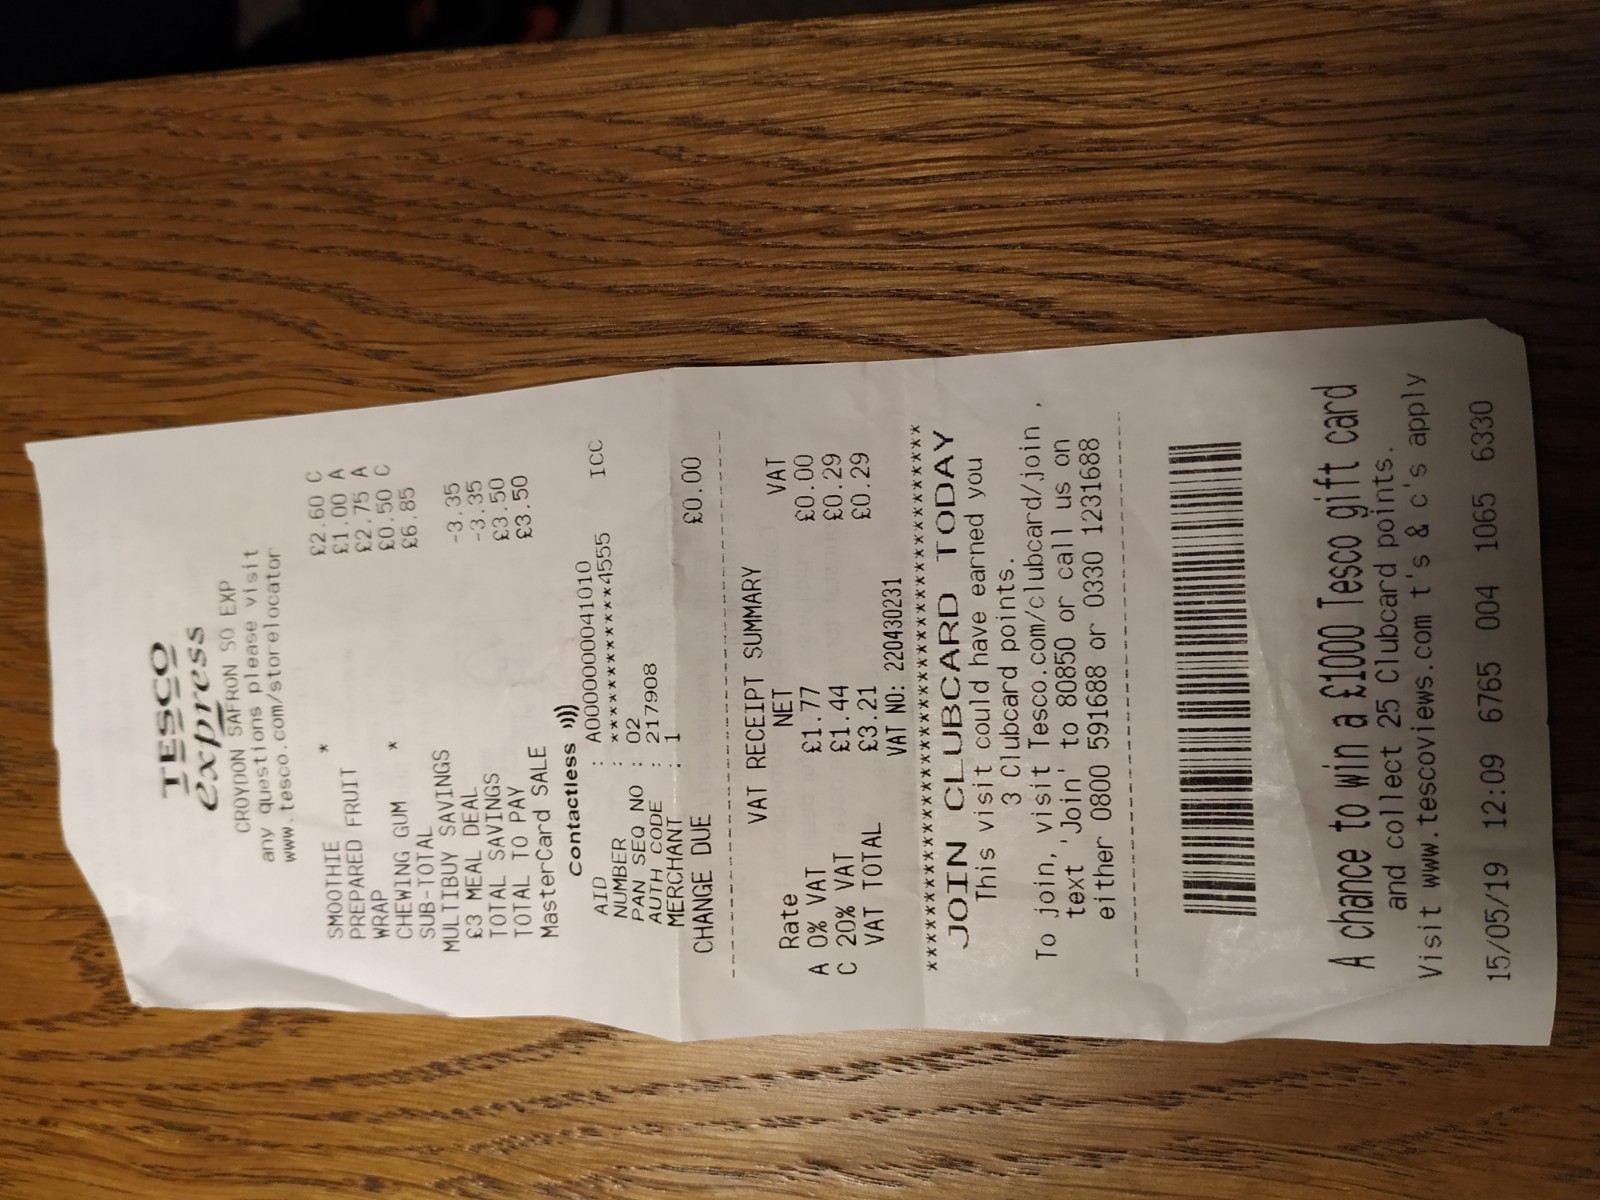 TESCO
express
CROYDON SAFRON SQ EXP
any questions please visit
www.tesco.com/storelocator
SMOOTHIE * £2.60 C
PREPARED FRUIT £1.00 A
WRAP £2.75 A
CHEWING GUM * £0.50 C
SUB-TOTAL £6.85
MULTIBUY SAVINGS
£3 MEAL DEAL -3.35
TOTAL SAVINGS -3.35
TOTAL TO PAY £3.50
MasterCard SALE £3.50
contactless
AID : A0000000041010
NUMBER : ************4555 ICC
PAN SEQ NO : 02
AUTH CODE : 217908
MERCHANT : 1
CHANGE DUE £0.00
VAT RECEIPT SUMMARY
Rate NET VAT
A 0% VAT £1.77 £0.00
C 20% VAT £1.44 £0.29
VAT TOTAL £3.21 £0.29
VAT NO: 220430231
JOIN CLUBCARD TODAY
This visit could have earned you
3 Clubcard points.
To join, visit Tesco.com/clubcard/join ,
text 'Join' to 80850 or call us on
either 0800 591688 or 0330 1231688
A chance to win a £1000 Tesco gift card
and collect 25 Clubcard points.
Visit www.tescoviews.com t's & c's apply
15/05/19 12:09 6765 004 1065 6330